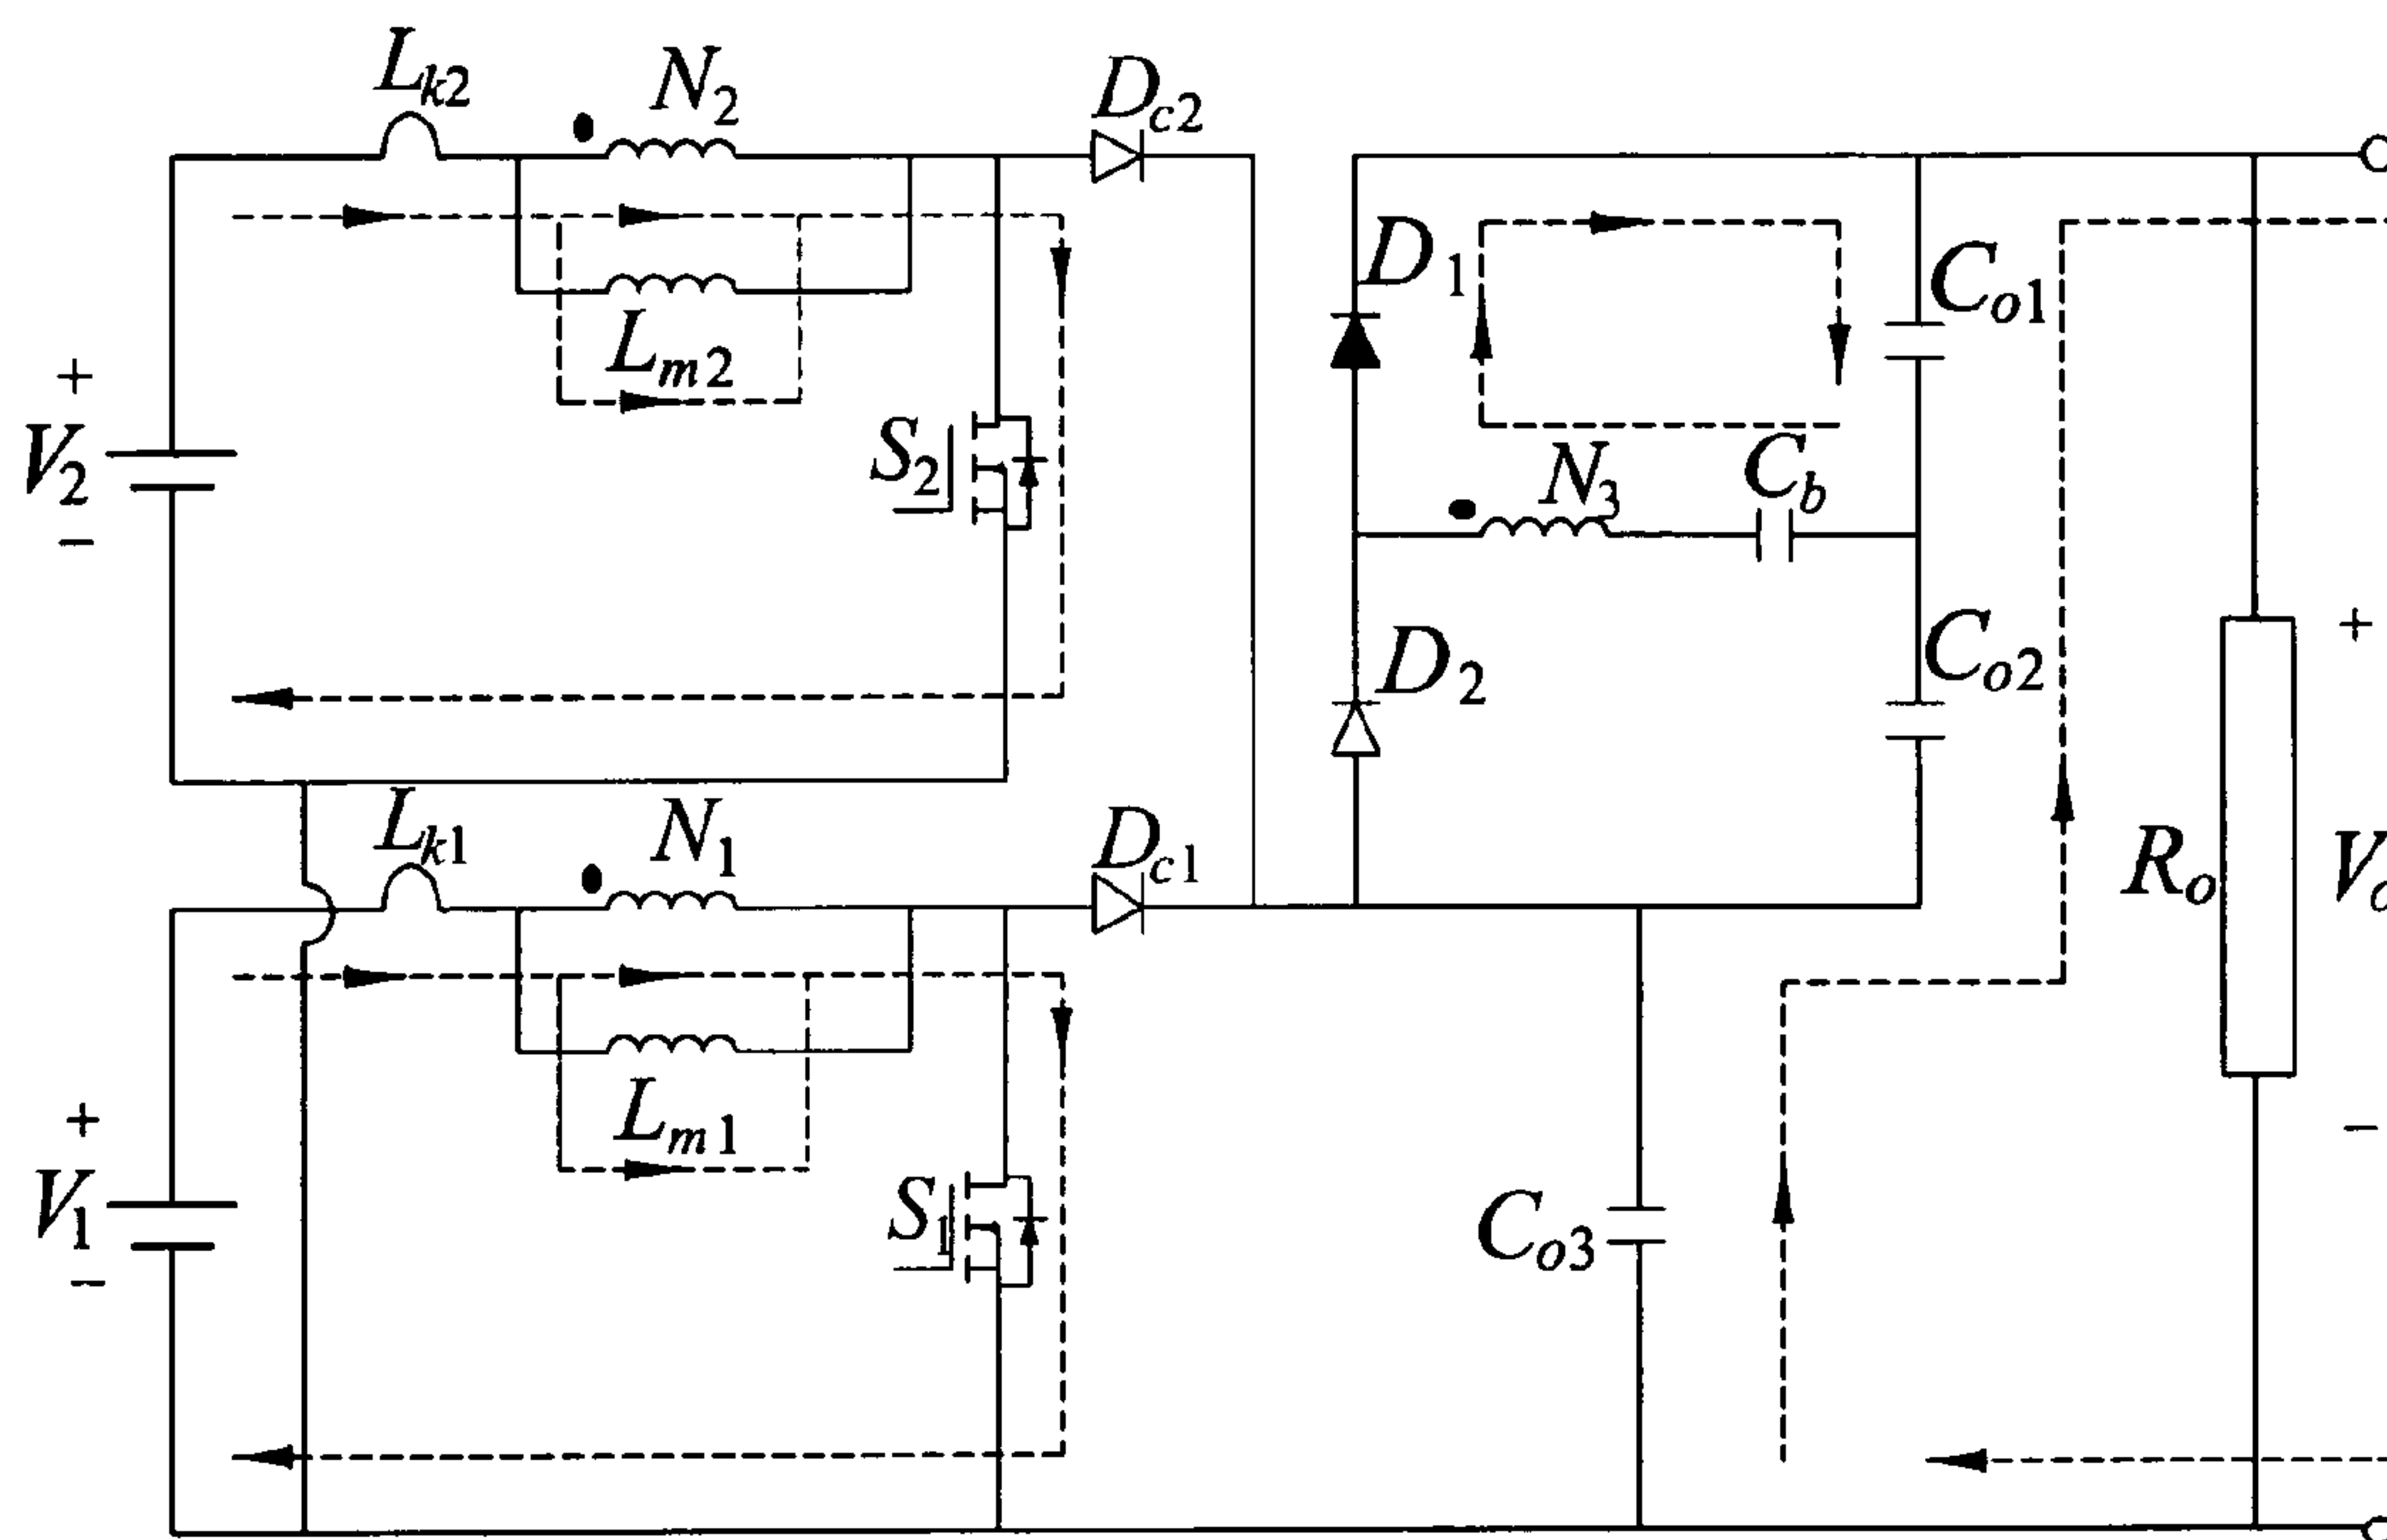 Lk2
N2
Dc2
D1
Co1
Lm2
+
V2
−
S2
N3
Cb
D2
Co2
+
Lk1
N1
Dc1
Ro
Vo
Lm1
+
V1
−
S1
Co3
−